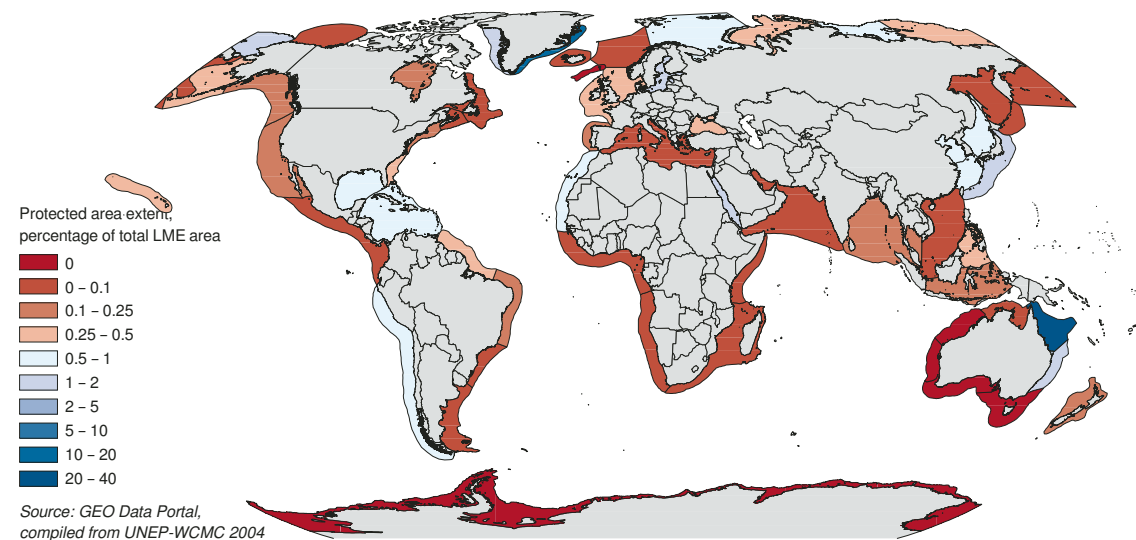 Protected area extent,
percentage of total LME area
0
0 – 0.1
0.1 – 0.25
0.25 – 0.5
0.5 – 1
1 – 2
2 – 5
5 – 10
10 – 20
20 – 40
Source: GEO Data Portal,
compiled from UNEP-WCMC 2004